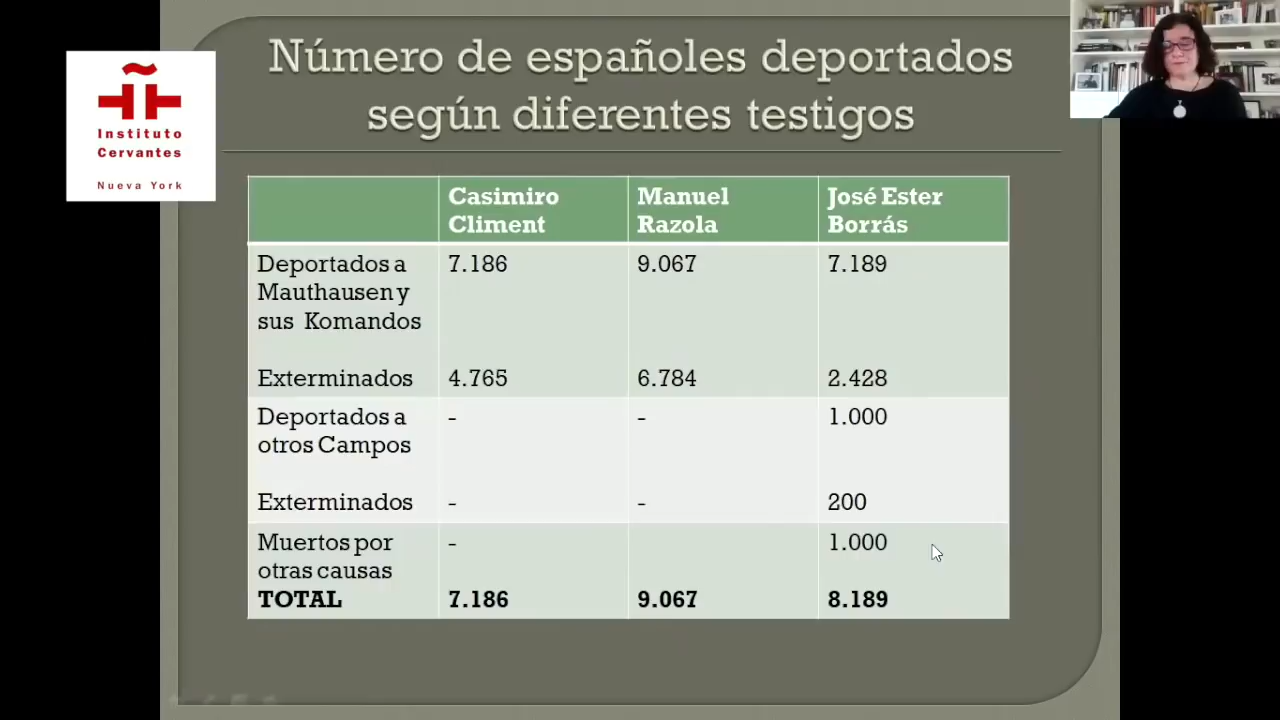 Número de españoles deportados
según diferentes testigos
Instituto
Cervantes
Nueva York
Casimiro Climent
Manuel Razola
José Ester Borrás
Deportados a Mauthausen y sus Komandos
7.186
9.067
7.189
Exterminados
4.765
6.784
2.428
Deportados a otros Campos
-
-
1.000
Exterminados
-
-
200
Muertos por otras causas
-
1.000
TOTAL
7.186
9.067
8.189